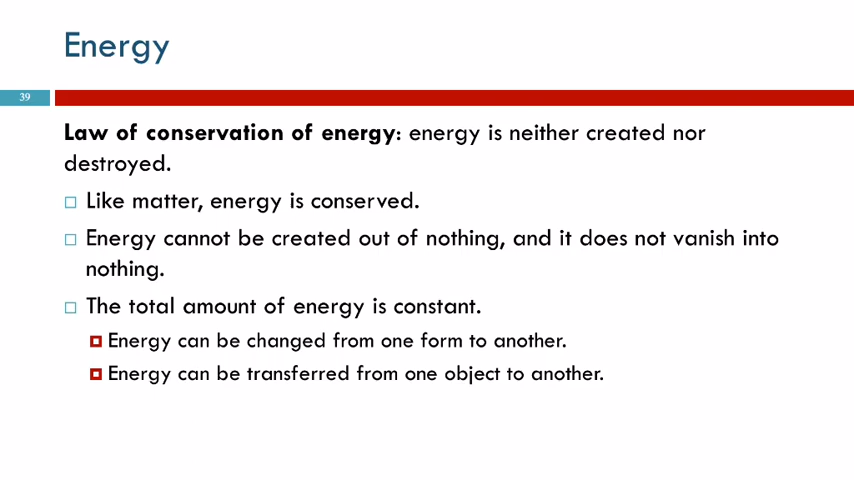 Energy
39
Law of conservation of energy: energy is neither created nor
destroyed.
Like matter, energy is conserved.
Energy cannot be created out of nothing, and it does not vanish into
nothing.
The total amount of energy is constant.
Energy can be changed from one form to another.
Energy can be transferred from one object to another.